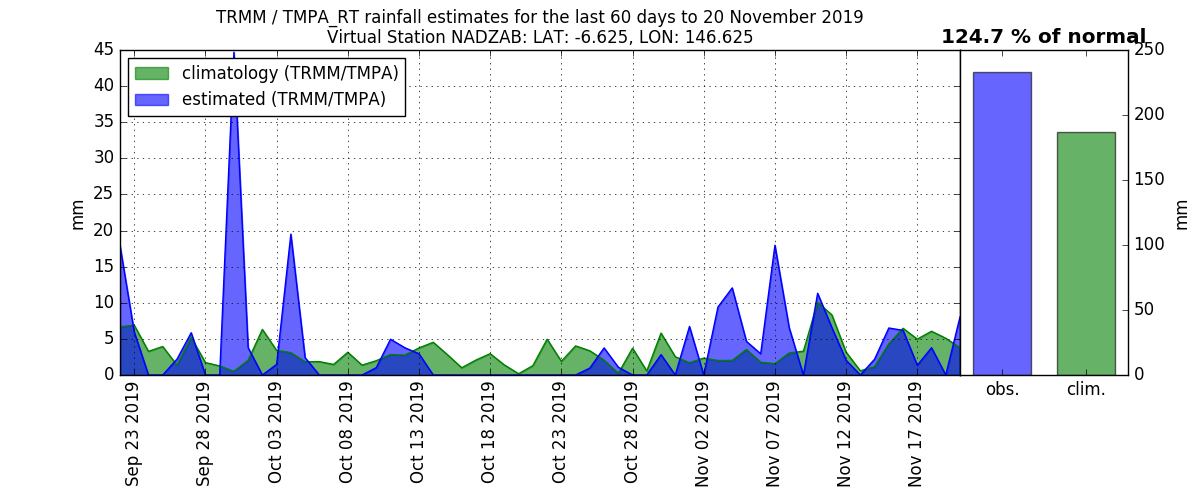 TRMM / TMPA_RT rainfall estimates for the last 60 days to 20 November 2019
Virtual Station NADZAB: LAT: -6.625, LON: 146.625
124.7 % of normal
climatology (TRMM/TMPA)
estimated (TRMM/TMPA)
45
40
35
30
25
20
15
10
5
0
mm
Sep 23 2019
Sep 28 2019
Oct 03 2019
Oct 08 2019
Oct 13 2019
Oct 18 2019
Oct 23 2019
Oct 28 2019
Nov 02 2019
Nov 07 2019
Nov 12 2019
Nov 17 2019
obs.
clim.
250
200
150
100
50
0
mm